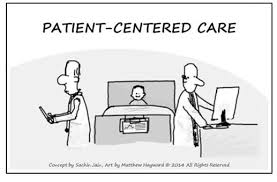 PATIENT-CENTERED CARE
Concept by Sachin Jain, Art by Matthew Hayward © 2014 All Rights Reserved